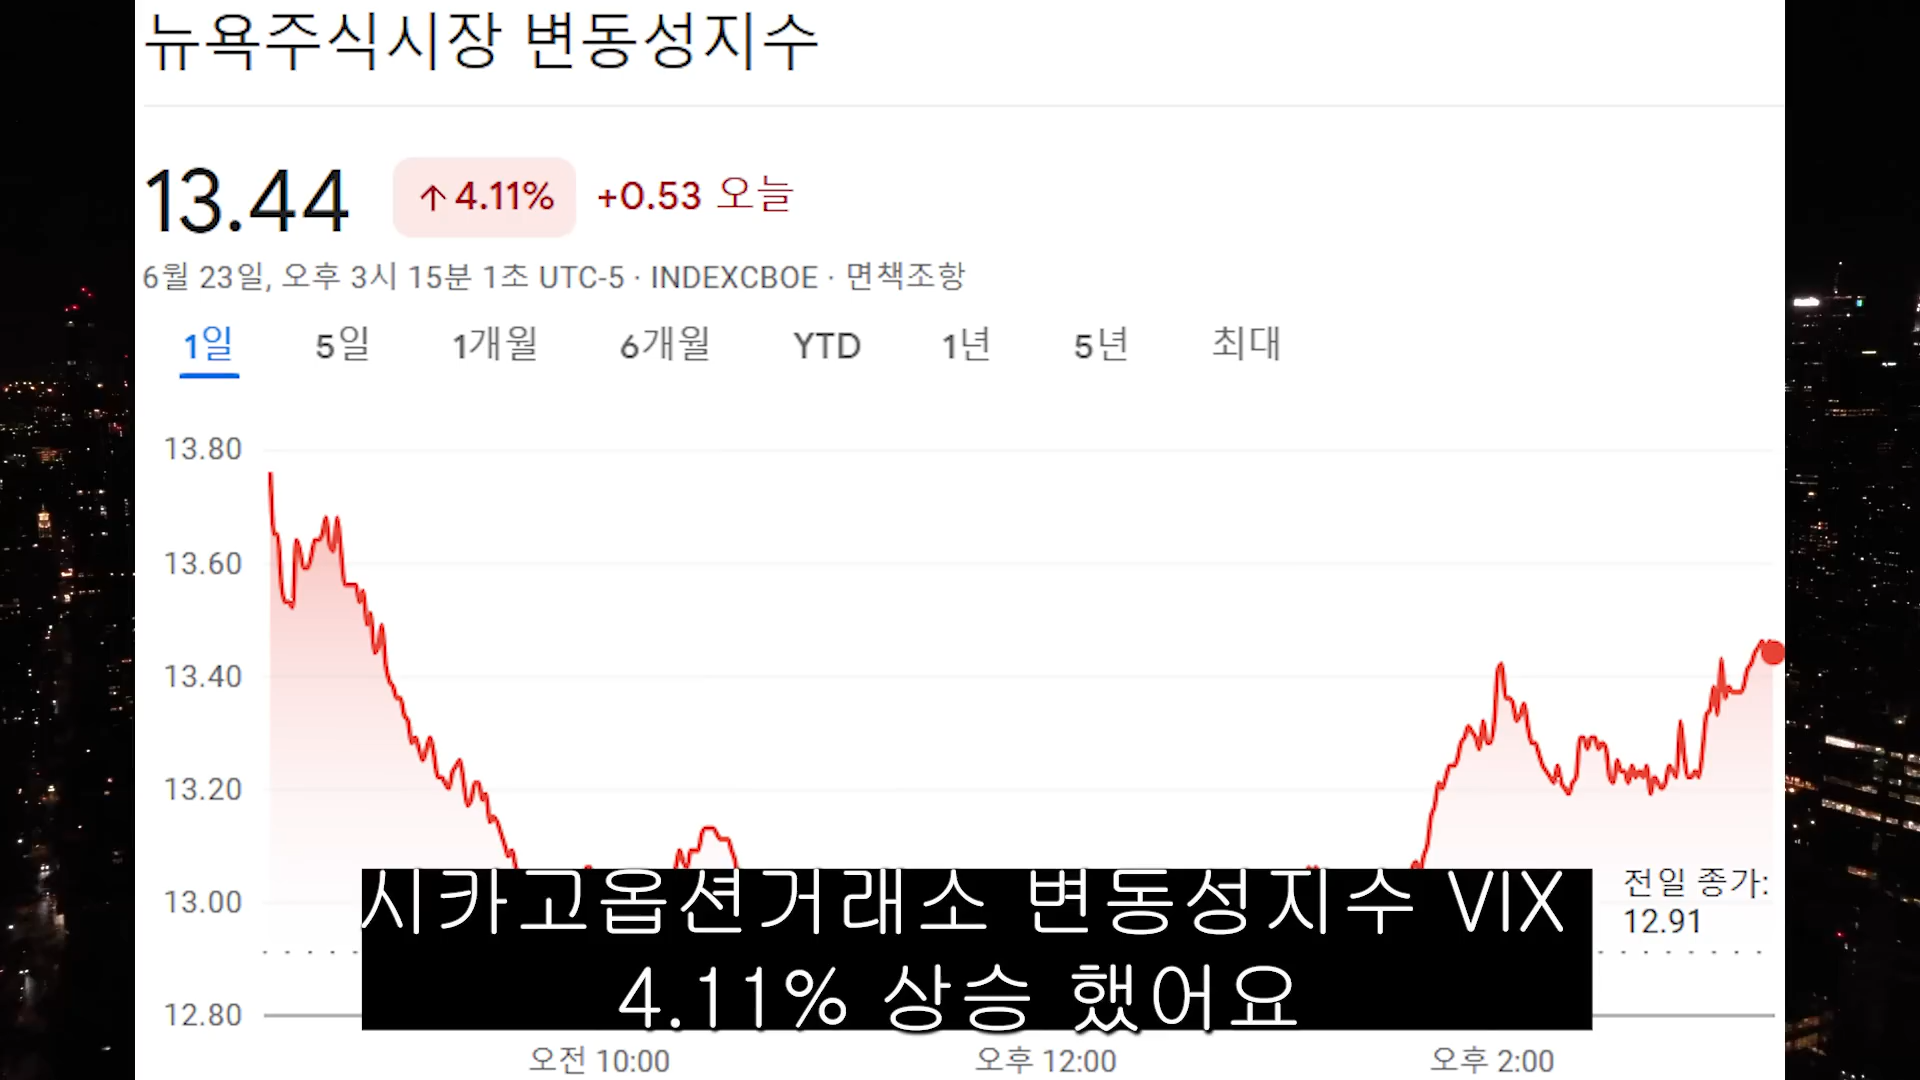 뉴욕주식시장 변동성지수
13.44 ↑4.11% +0.53 오늘
6월 23일, 오후 3시 15분 1초 UTC-5 · INDEXCBOE · 면책조항
1일 5일 1개월 6개월 YTD 1년 5년 최대
13.80
13.60
13.40
13.20
13.00
12.80
전일 종가:
12.91
시카고옵션거래소 변동성지수 VIX
4.11% 상승 했어요
오전 10:00 오후 12:00 오후 2:00